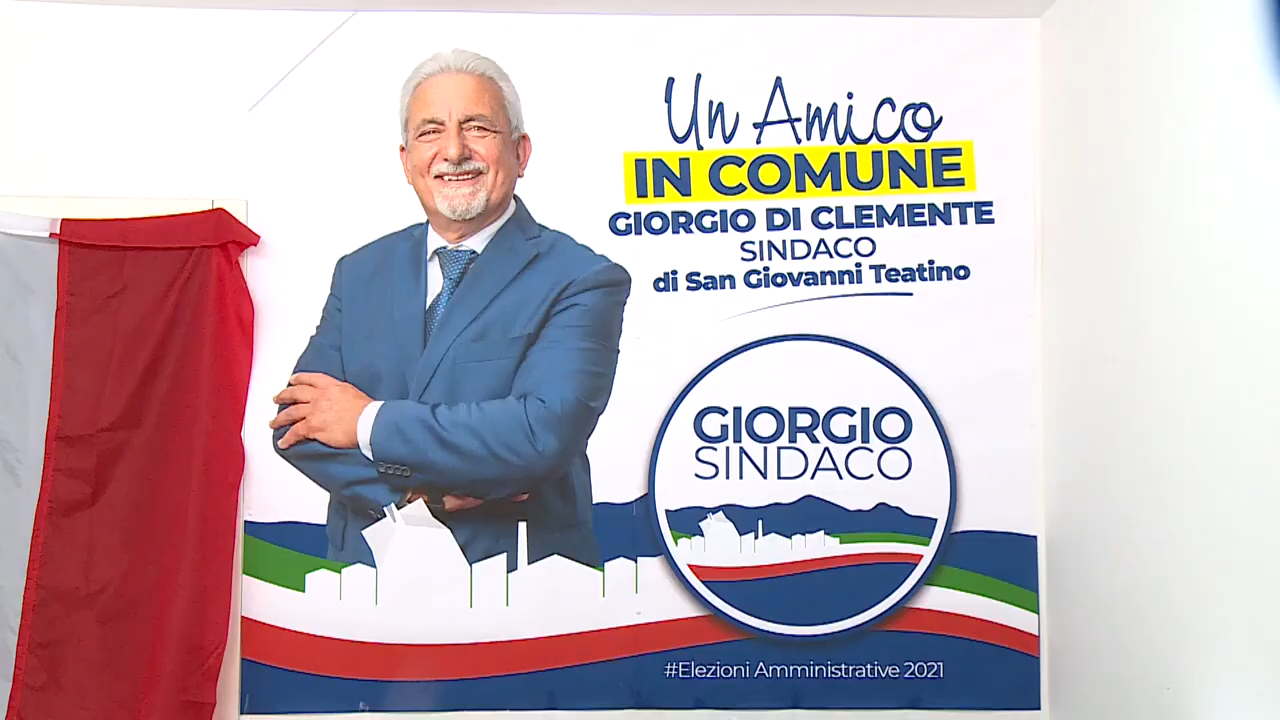 Un Amico
IN COMUNE
GIORGIO DI CLEMENTE
SINDACO
di San Giovanni Teatino
GIORGIO
SINDACO
#Elezioni Amministrative 2021